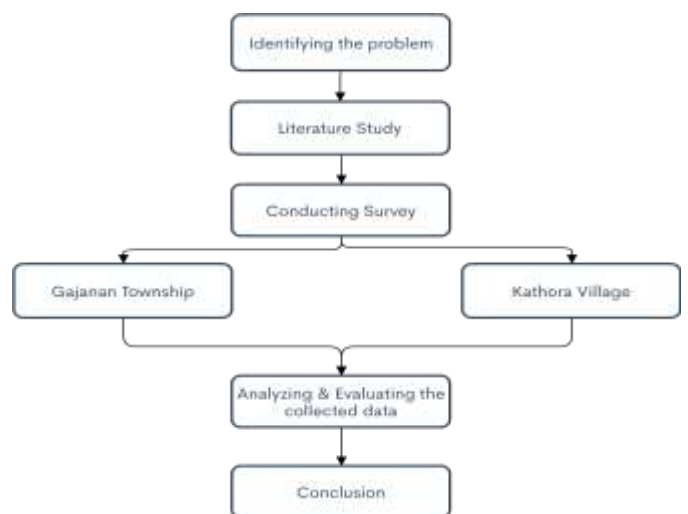 Identifying the problem
Literature Study
Conducting Survey
Gajanan Township
Kathora Village
Analyzing & Evaluating the
collected data
Conclusion